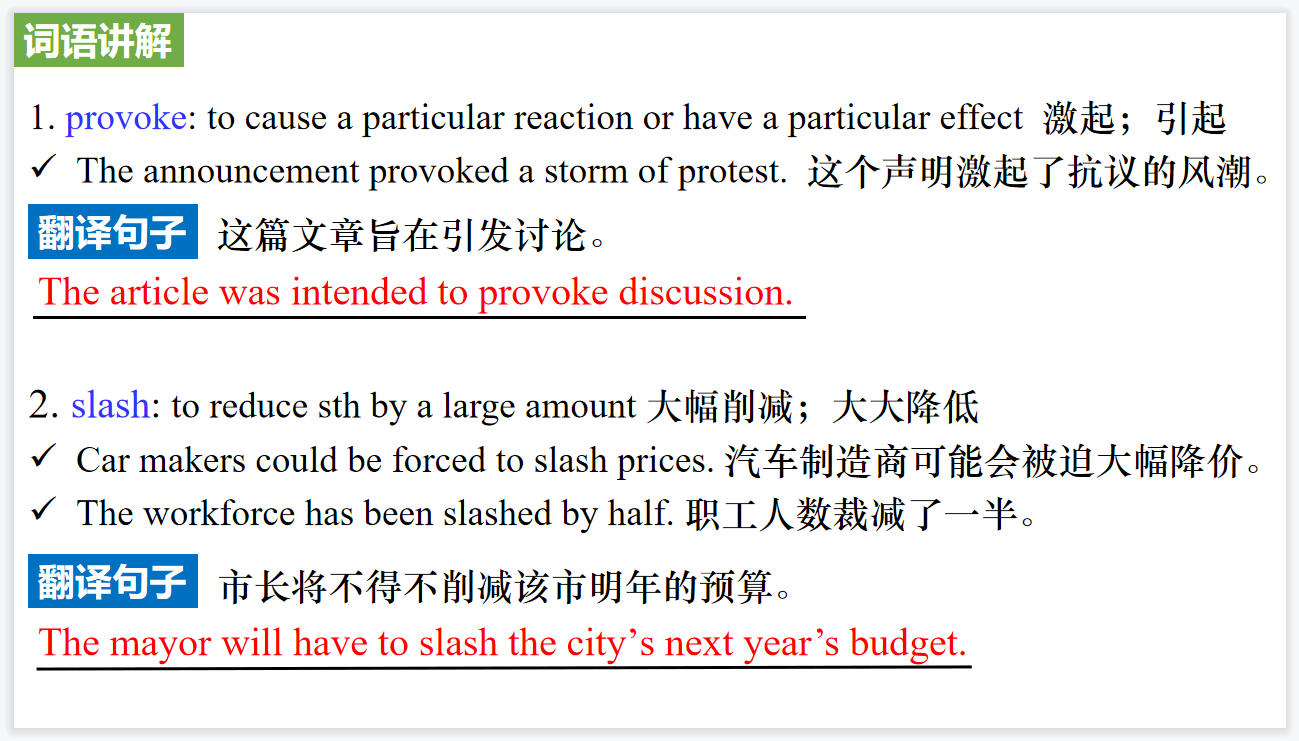 词语讲解
1. provoke: to cause a particular reaction or have a particular effect 激起；引起
✓ The announcement provoked a storm of protest. 这个声明激起了抗议的风潮。
翻译句子 这篇文章旨在引发讨论。
The article was intended to provoke discussion.
2. slash: to reduce sth by a large amount 大幅削减；大大降低
✓ Car makers could be forced to slash prices. 汽车制造商可能会被迫大幅降价。
✓ The workforce has been slashed by half. 职工人数裁减了一半。
翻译句子 市长将不得不削减该市明年的预算。
The mayor will have to slash the city’s next year’s budget.